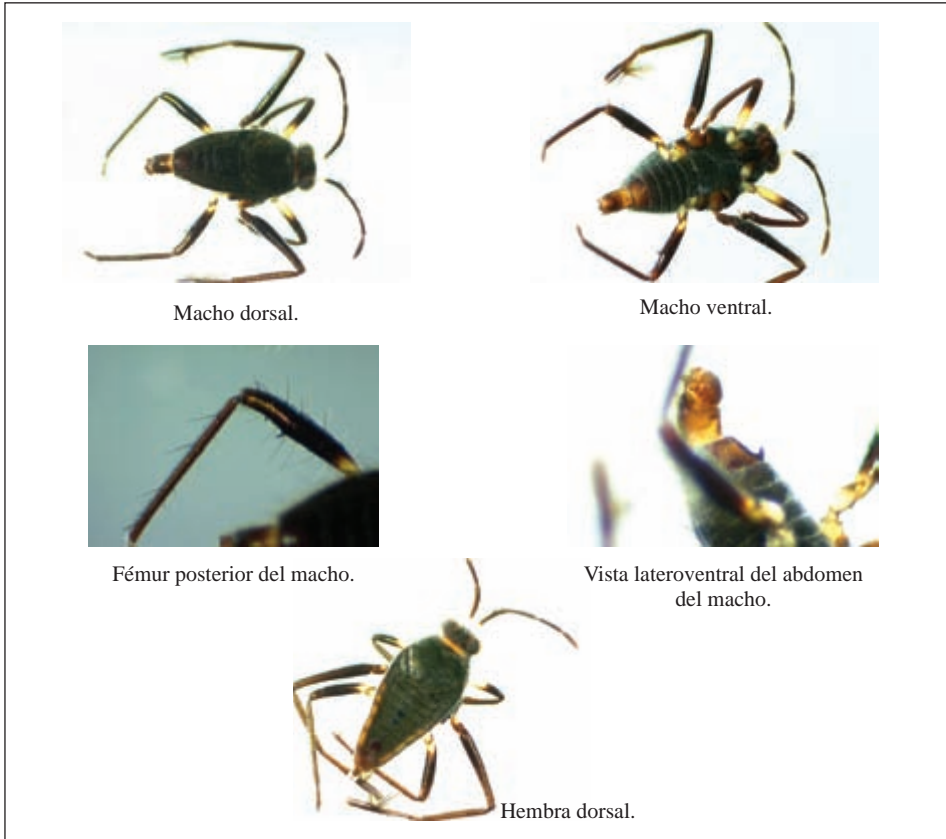 Macho dorsal.
Macho ventral.
Fémur posterior del macho.
Vista lateroventral del abdomen
del macho.
Hembra dorsal.